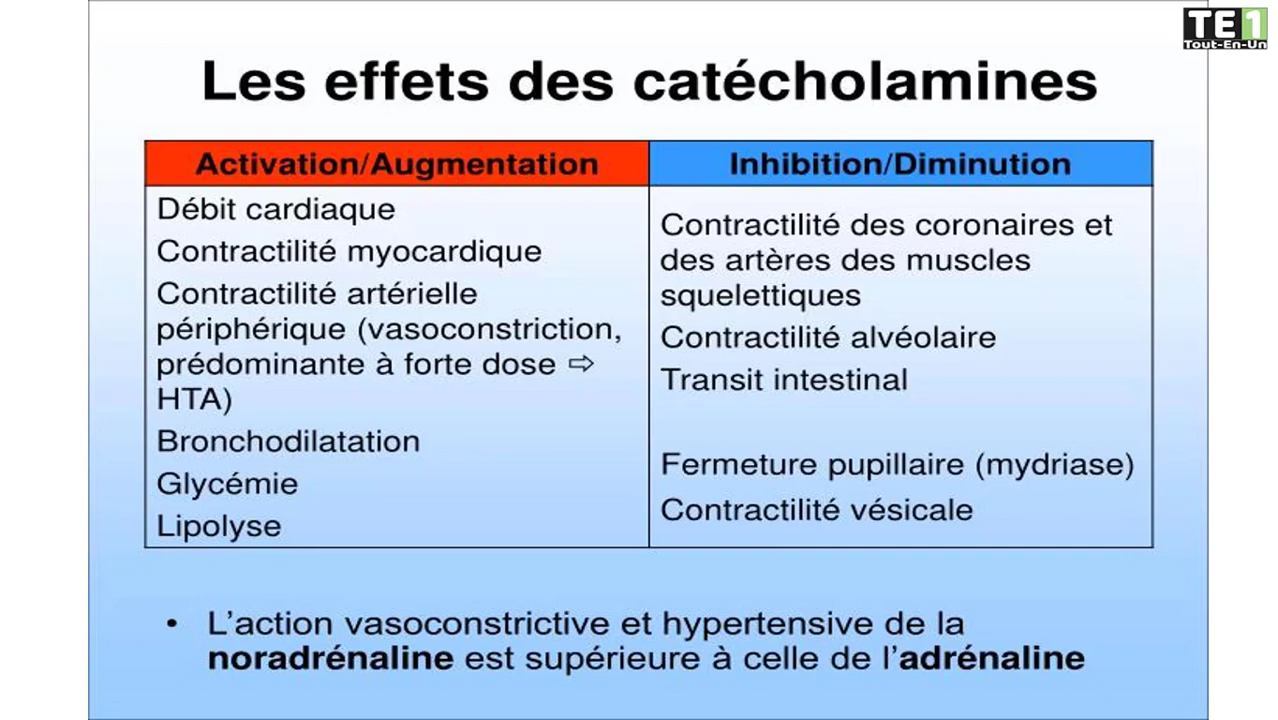 TE1
Tout-En-Un
Les effets des catécholamines
Activation/Augmentation
Inhibition/Diminution
Débit cardiaque
Contractilité myocardique
Contractilité artérielle
périphérique (vasoconstriction,
prédominante à forte dose ⇨
HTA)
Bronchodilatation
Glycémie
Lipolyse
Contractilité des coronaires et
des artères des muscles
squelettiques
Contractilité alvéolaire
Transit intestinal
Fermeture pupillaire (mydriase)
Contractilité vésicale
• L’action vasoconstrictive et hypertensive de la
noradrénaline est supérieure à celle de l’adrénaline